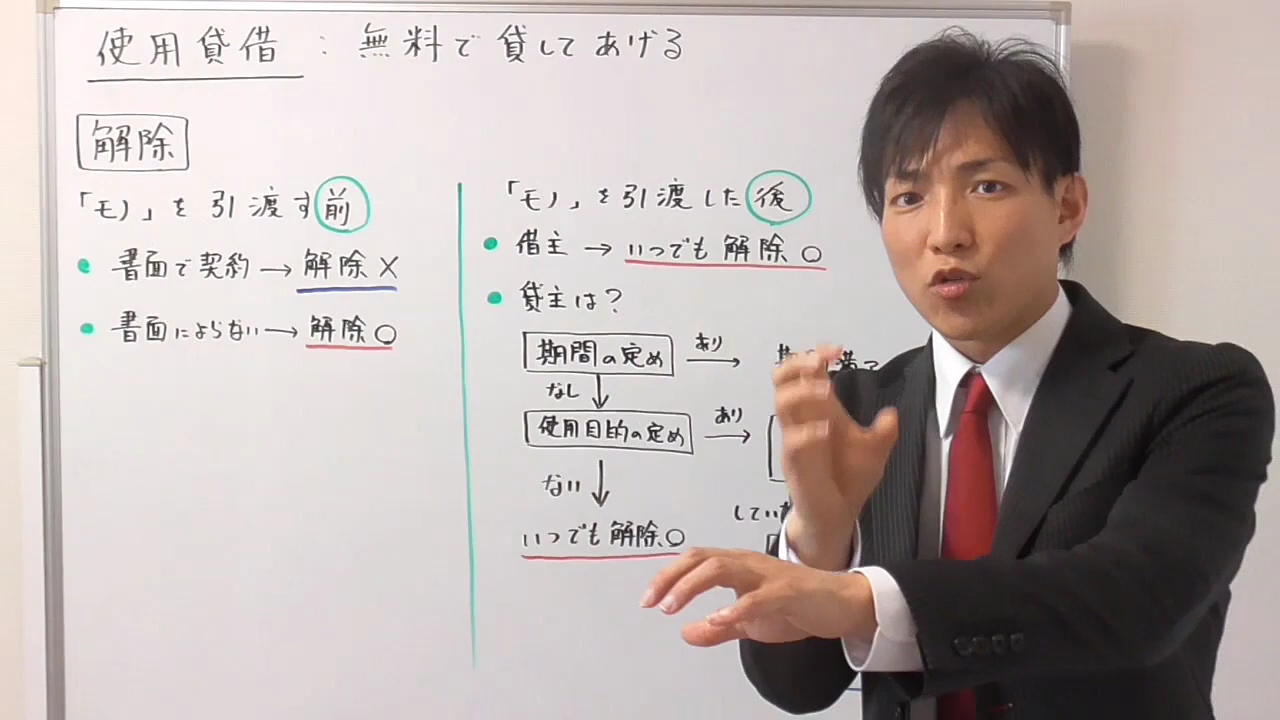 使用貸借：無料で貸してあげる
解除
「モノ」を引渡す前
書面で契約→解除×
書面によらない→解除○
「モノ」を引渡した後
借主→いつでも解除○
貸主は？
期間の定め
あり
→
なし
↓
使用目的の定め
あり
→
ない
↓
いつでも解除○